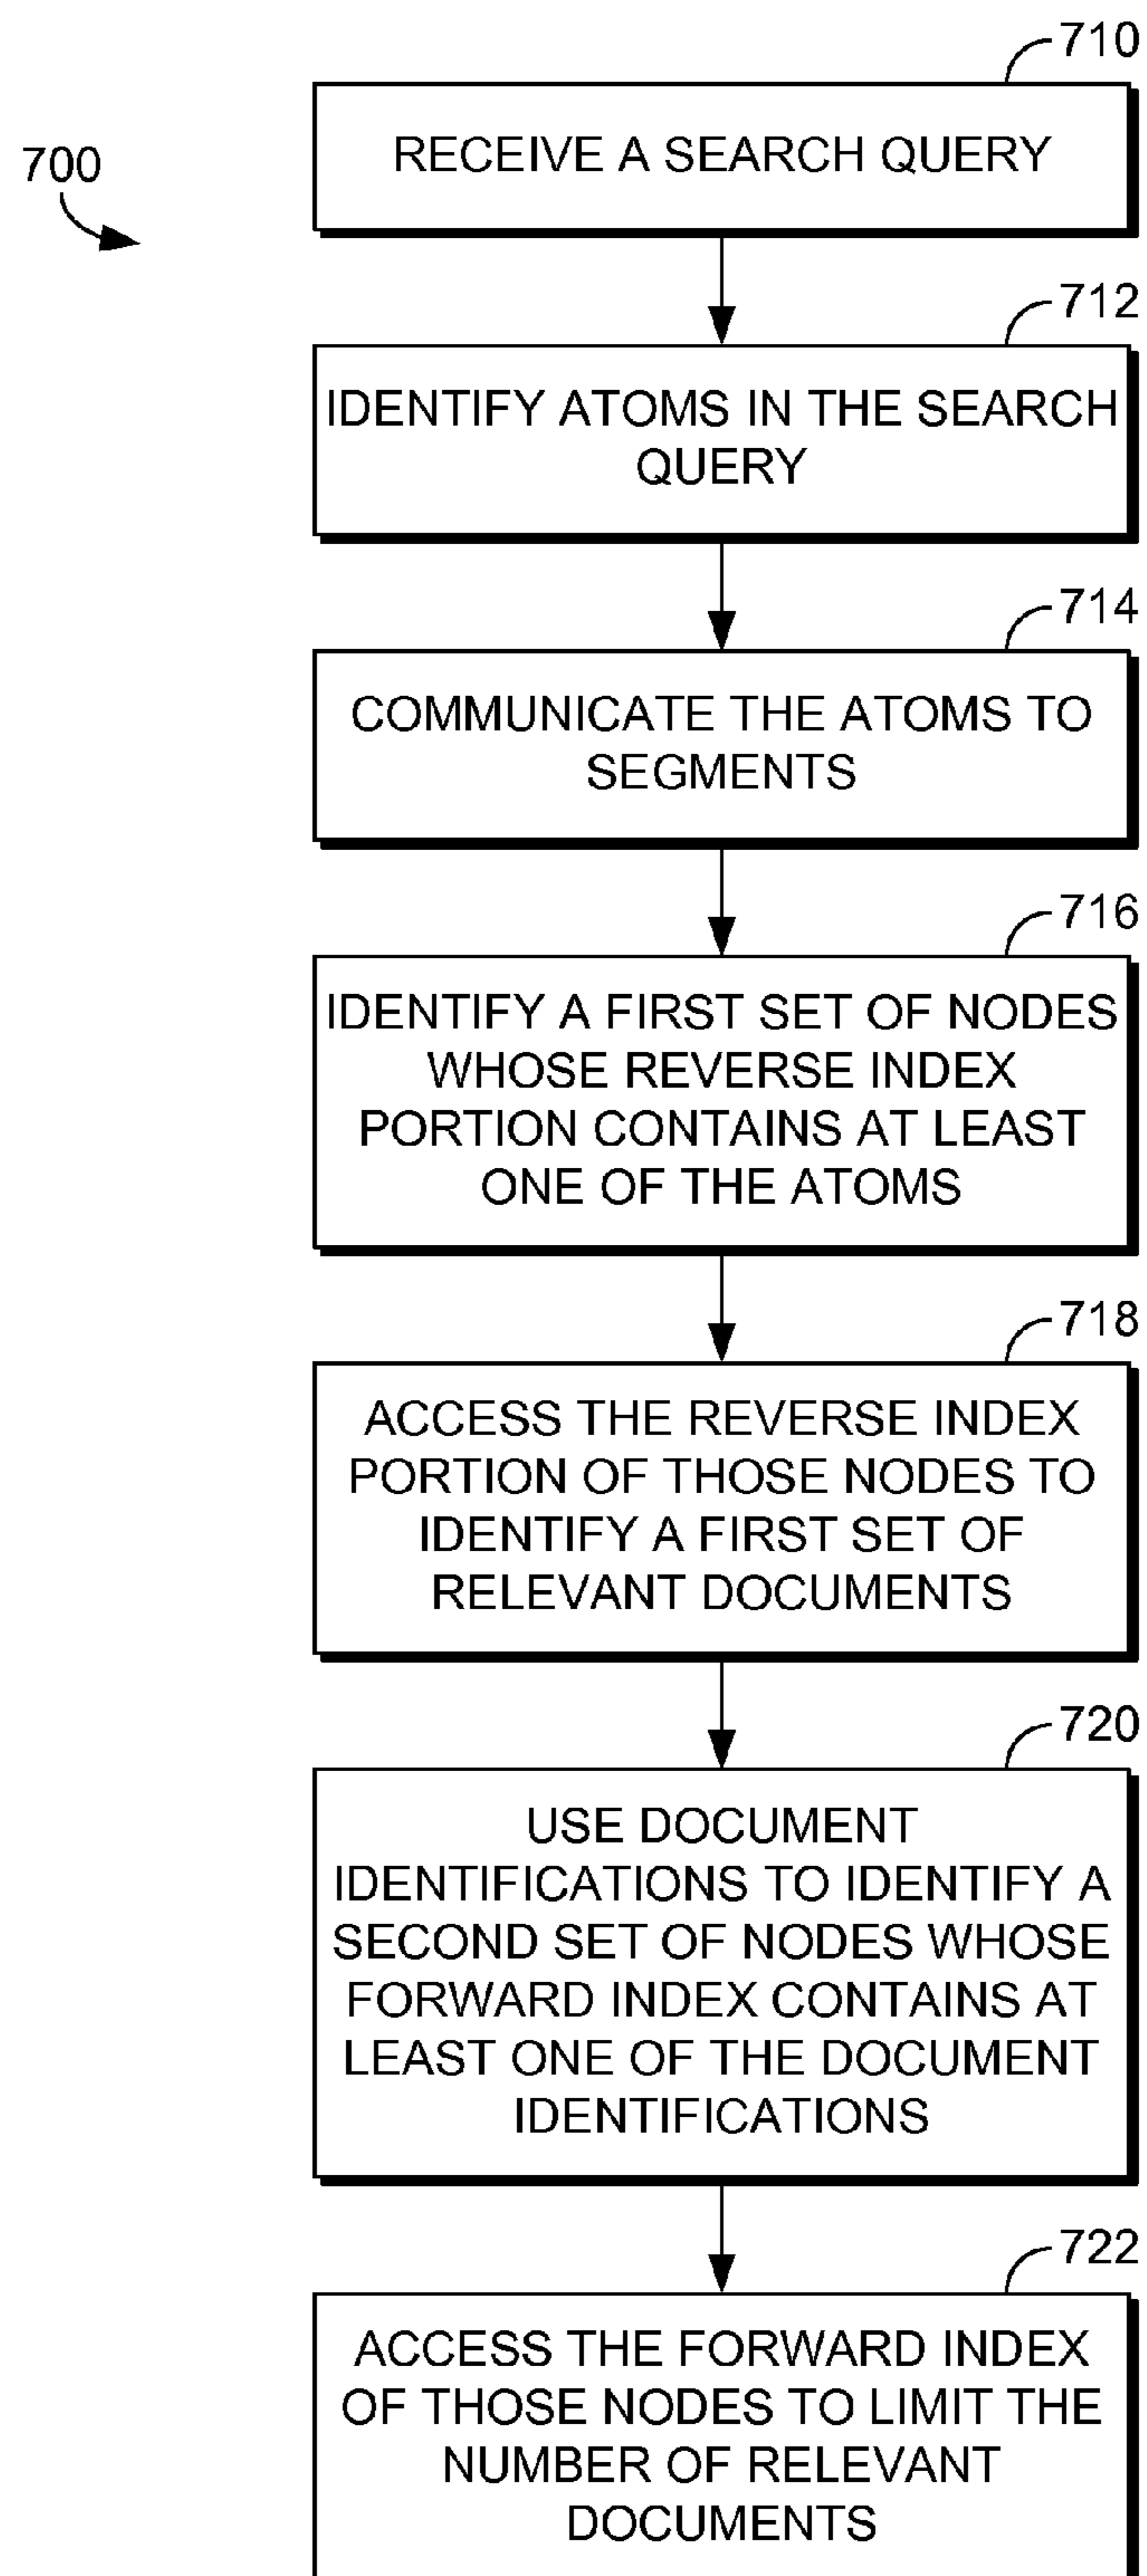 710
RECEIVE A SEARCH QUERY
700
712
IDENTIFY ATOMS IN THE SEARCH
QUERY
714
COMMUNICATE THE ATOMS TO
SEGMENTS
716
IDENTIFY A FIRST SET OF NODES
WHOSE REVERSE INDEX
PORTION CONTAINS AT LEAST
ONE OF THE ATOMS
718
ACCESS THE REVERSE INDEX
PORTION OF THOSE NODES TO
IDENTIFY A FIRST SET OF
RELEVANT DOCUMENTS
720
USE DOCUMENT
IDENTIFICATIONS TO IDENTIFY A
SECOND SET OF NODES WHOSE
FORWARD INDEX CONTAINS AT
LEAST ONE OF THE DOCUMENT
IDENTIFICATIONS
722
ACCESS THE FORWARD INDEX
OF THOSE NODES TO LIMIT THE
NUMBER OF RELEVANT
DOCUMENTS